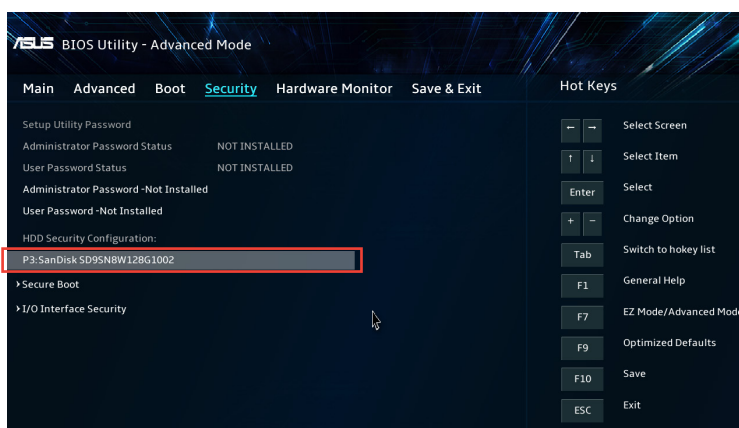 ASUS BIOS Utility - Advanced Mode
Main Advanced Boot Security Hardware Monitor Save & Exit
Setup Utility Password
Administrator Password Status NOT INSTALLED
User Password Status NOT INSTALLED
Administrator Password -Not Installed
User Password -Not Installed
HDD Security Configuration:
P3:SanDisk SD9SN8W128G1002
Secure Boot
I/O Interface Security
Hot Keys
← → Select Screen
↑ ↓ Select Item
Enter Select
+ - Change Option
Tab Switch to hokey list
F1 General Help
F7 EZ Mode/Advanced Mode
F9 Optimized Defaults
F10 Save
ESC Exit